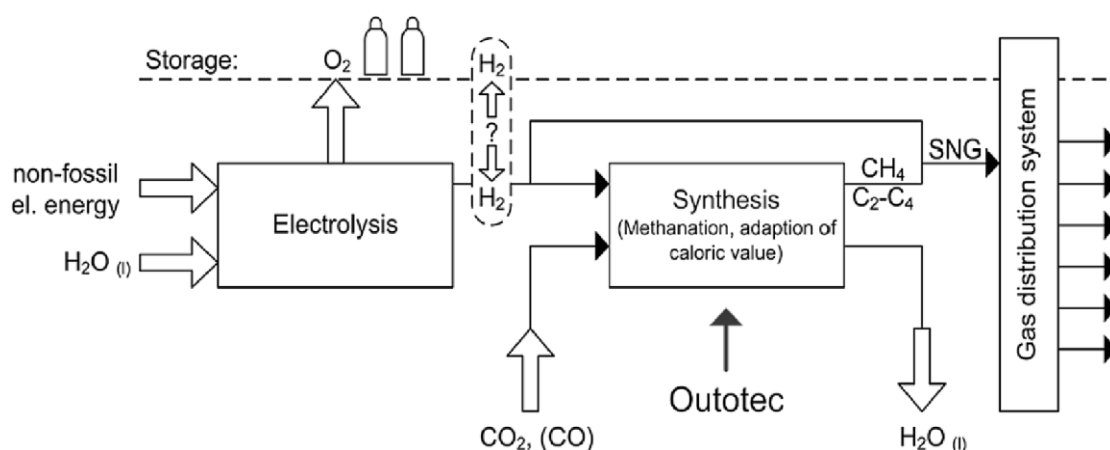 Storage:
O₂
H₂
?
H₂
non-fossil
el. energy
H₂O (l)
Electrolysis
Synthesis
(Methanation, adaption of
caloric value)
CH₄
C₂-C₄
SNG
Gas distribution system
Outotec
CO₂, (CO)
H₂O (l)